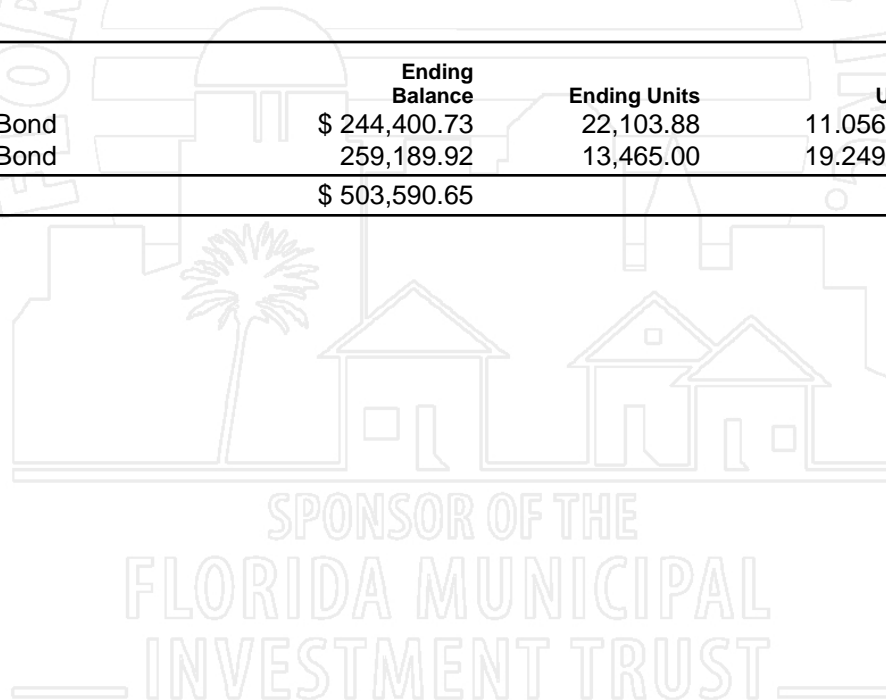 Ending
Balance Ending Units U
Bond $ 244,400.73 22,103.88 11.056
Bond 259,189.92 13,465.00 19.249
$ 503,590.65
SPONSOR OF THE
FLORIDA MUNICIPAL
INVESTMENT TRUST